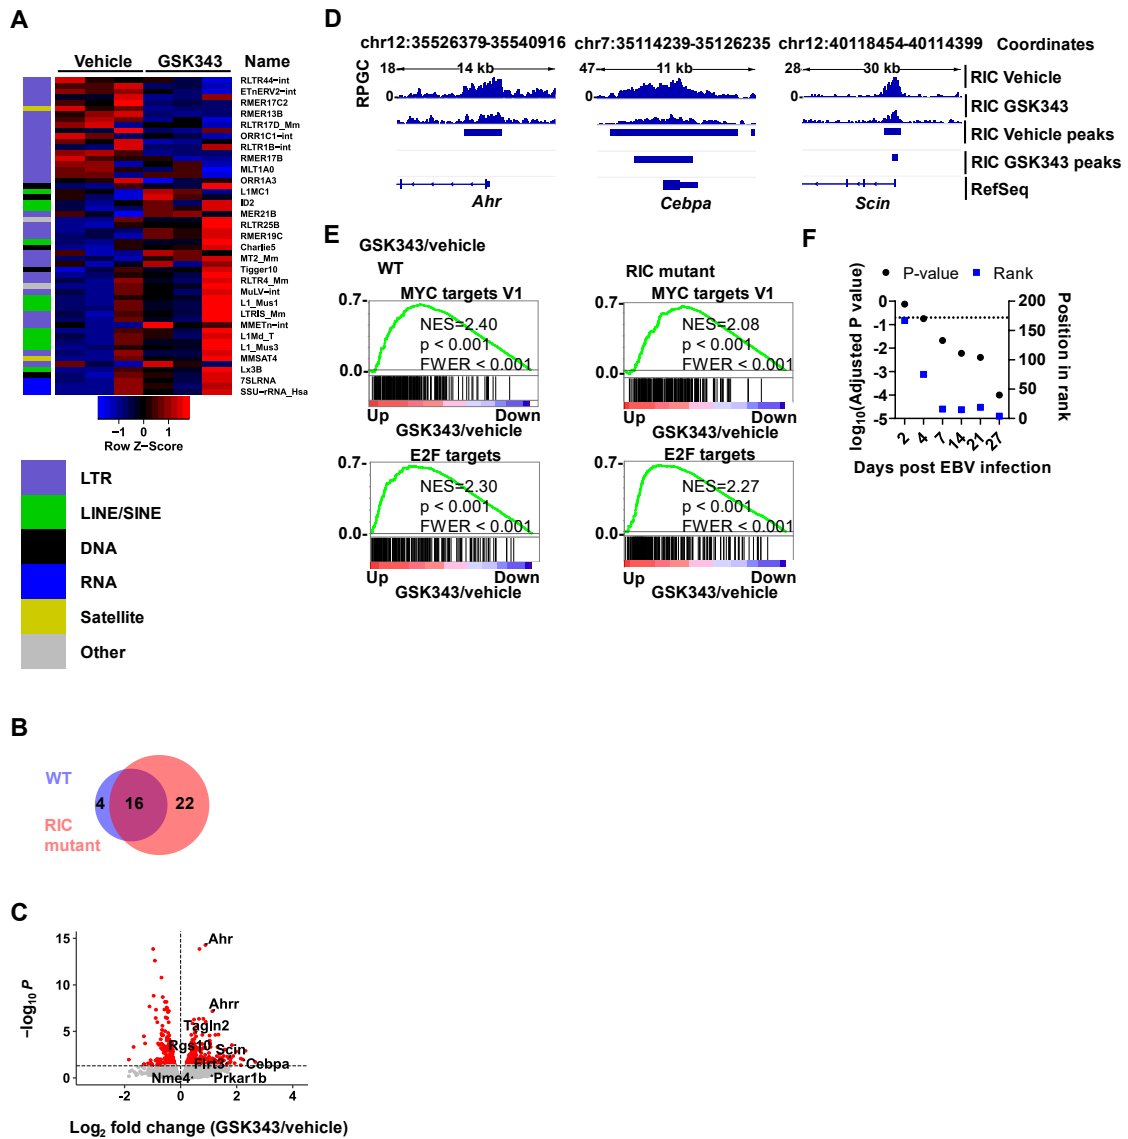 A
Vehicle GSK343 Name
RLTR44−int
ETnERV2−int
RMER17C2
RMER13B
RLTR17D_Mm
ORR1C1−int
RLTR1B−int
RMER17B
MLT1A0
ORR1A3
L1MC1
ID2
MER21B
RLTR25B
RMER19C
Charlie5
MT2_Mm
Tigger10
RLTR4_Mm
MuLV−int
L1_Mus1
LTRIS_Mm
MMETn−int
L1Md_T
L1_Mus3
MMSAT4
Lx3B
7SLRNA
SSU−rRNA_Hsa
−1 0 1
Row Z−Score
LTR
LINE/SINE
DNA
RNA
Satellite
Other
B
WT
4 16 22
RIC
mutant
C
15
10
5
0
−log10 P
Ahr
Ahrr
Tagln2
Rgs10
Scin
Flrt3
Cebpa
Nme4
Prkar1b
-2 0 2 4
Log2 fold change (GSK343/vehicle)
D
chr12:35526379-35540916 chr7:35114239-35126235 chr12:40118454-40114399 Coordinates
RPGC
18 14 kb 47 11 kb 28 30 kb
0 0 0
RIC Vehicle
RIC GSK343
RIC Vehicle peaks
RIC GSK343 peaks
RefSeq
Ahr Cebpa Scin
E
GSK343/vehicle
WT
MYC targets V1
0.7
NES=2.40
p < 0.001
FWER < 0.001
0.0
Up Down
GSK343/vehicle
RIC mutant
MYC targets V1
0.7
NES=2.08
p < 0.001
FWER < 0.001
0.0
Up Down
GSK343/vehicle
E2F targets
0.7
NES=2.30
p < 0.001
FWER < 0.001
0.0
Up Down
GSK343/vehicle
E2F targets
0.7
NES=2.27
p < 0.001
FWER < 0.001
0.0
Up Down
GSK343/vehicle
F
P-value Rank
0 200
-1 150
-2 100
-3 50
-4 0
-5
log10(Adjusted P value)
Position in rank
2 4 7 14 21 27
Days post EBV infection